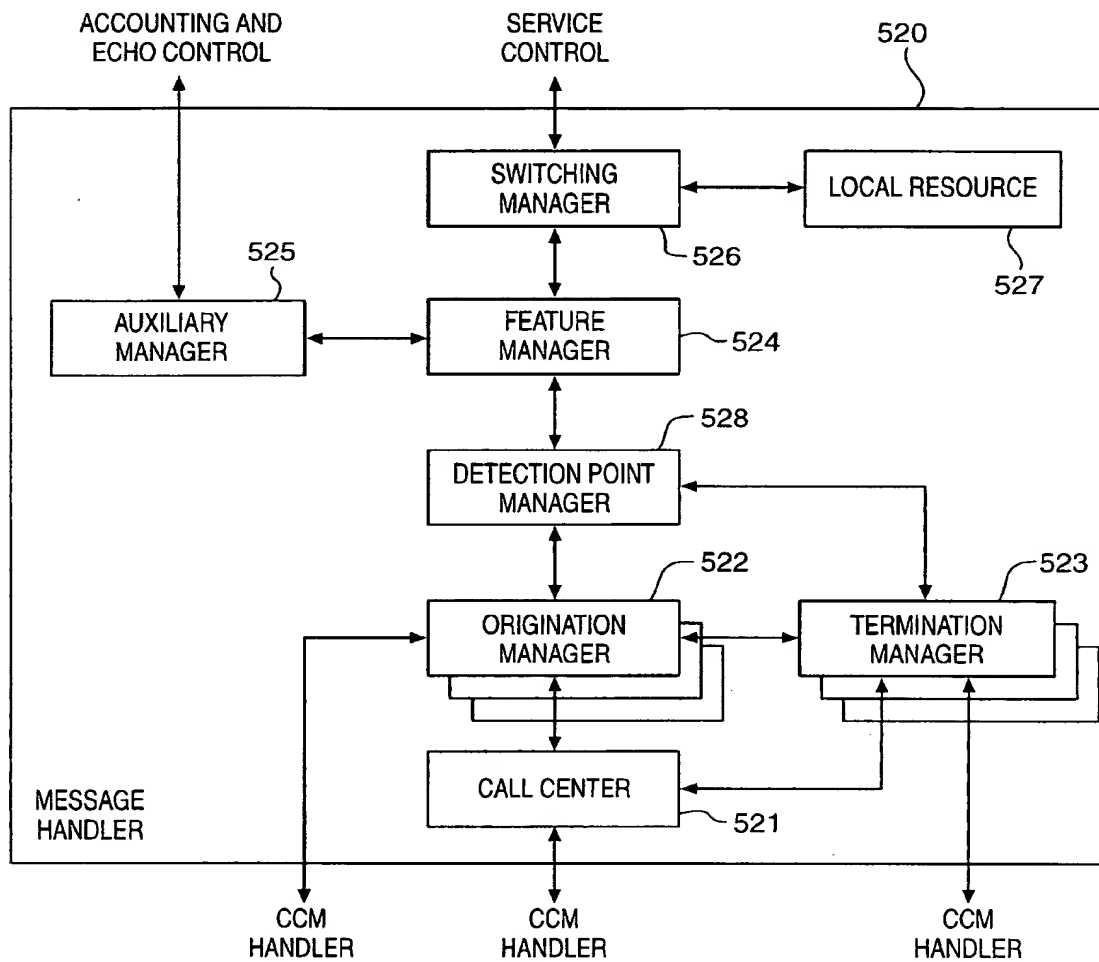 ACCOUNTING AND
ECHO CONTROL
SERVICE
CONTROL
520
SWITCHING
MANAGER
LOCAL RESOURCE
526
527
525
AUXILIARY
MANAGER
FEATURE
MANAGER
524
528
DETECTION POINT
MANAGER
522
523
ORIGINATION
MANAGER
TERMINATION
MANAGER
CALL CENTER
521
MESSAGE
HANDLER
CCM
HANDLER
CCM
HANDLER
CCM
HANDLER